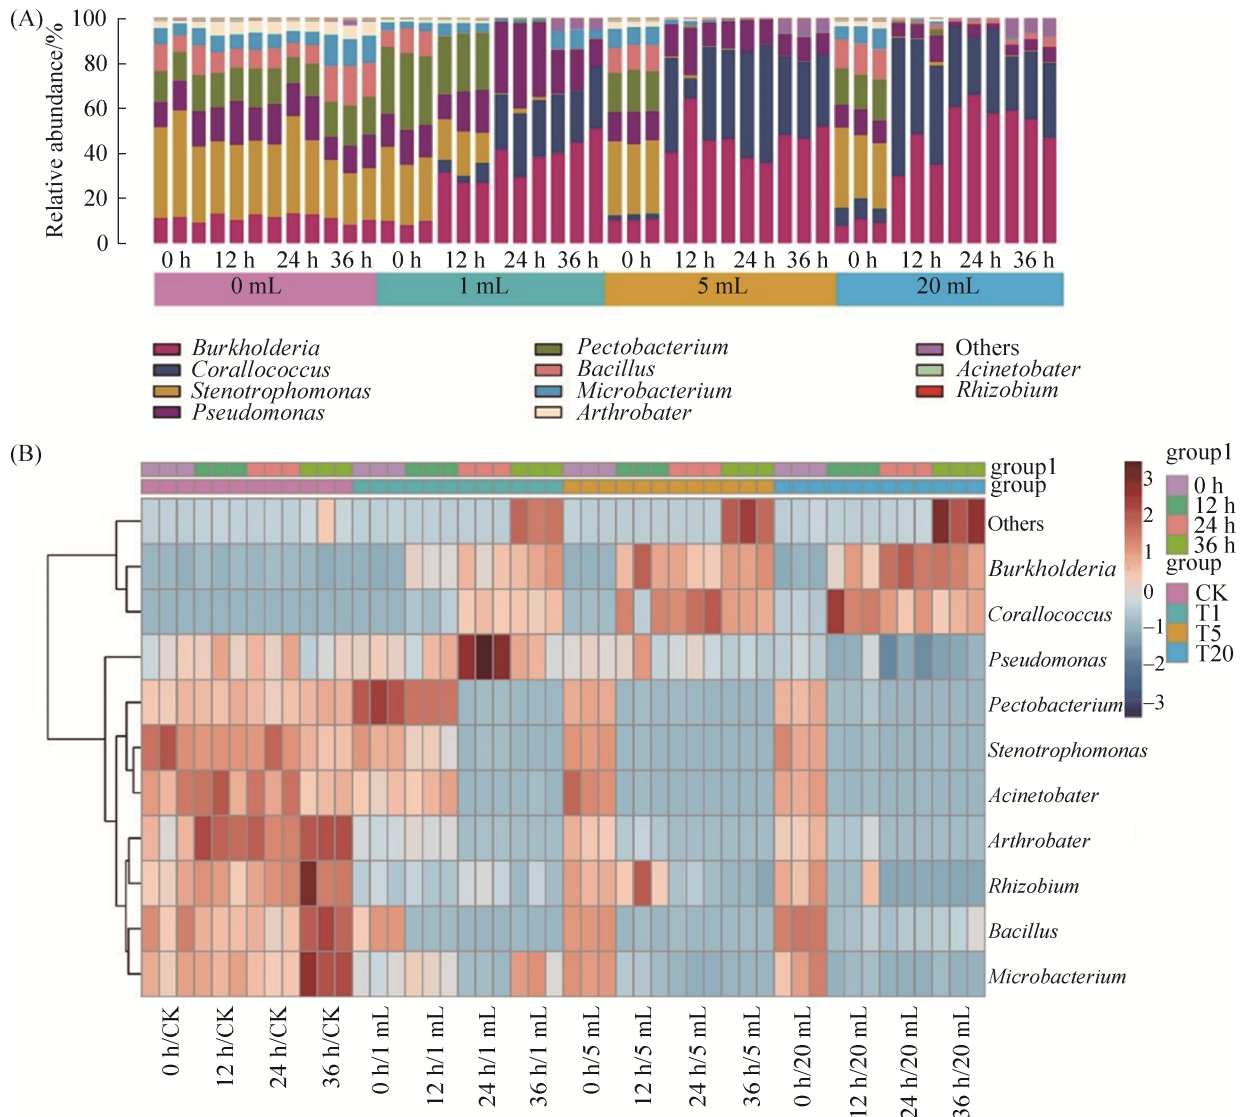 (A)
Relative abundance/%
100
80
60
40
20
0
0 h 12 h 24 h 36 h 0 h 12 h 24 h 36 h 0 h 12 h 24 h 36 h 0 h 12 h 24 h 36 h
0 mL 1 mL 5 mL 20 mL
Burkholderia
Corallococcus
Stenotrophomonas
Pseudomonas
Pectobacterium
Bacillus
Microbacterium
Arthrobater
Others
Acinetobater
Rhizobium
(B)
group1
group
Others
Burkholderia
Corallococcus
Pseudomonas
Pectobacterium
Stenotrophomonas
Acinetobater
Arthrobater
Rhizobium
Bacillus
Microbacterium
3
2
1
0
−1
−2
−3
group1
0 h
12 h
24 h
36 h
group
CK
T1
T5
T20
0 h/CK
12 h/CK
24 h/CK
36 h/CK
0 h/1 mL
12 h/1 mL
24 h/1 mL
36 h/1 mL
0 h/5 mL
12 h/5 mL
24 h/5 mL
36 h/5 mL
0 h/20 mL
12 h/20 mL
24 h/20 mL
36 h/20 mL